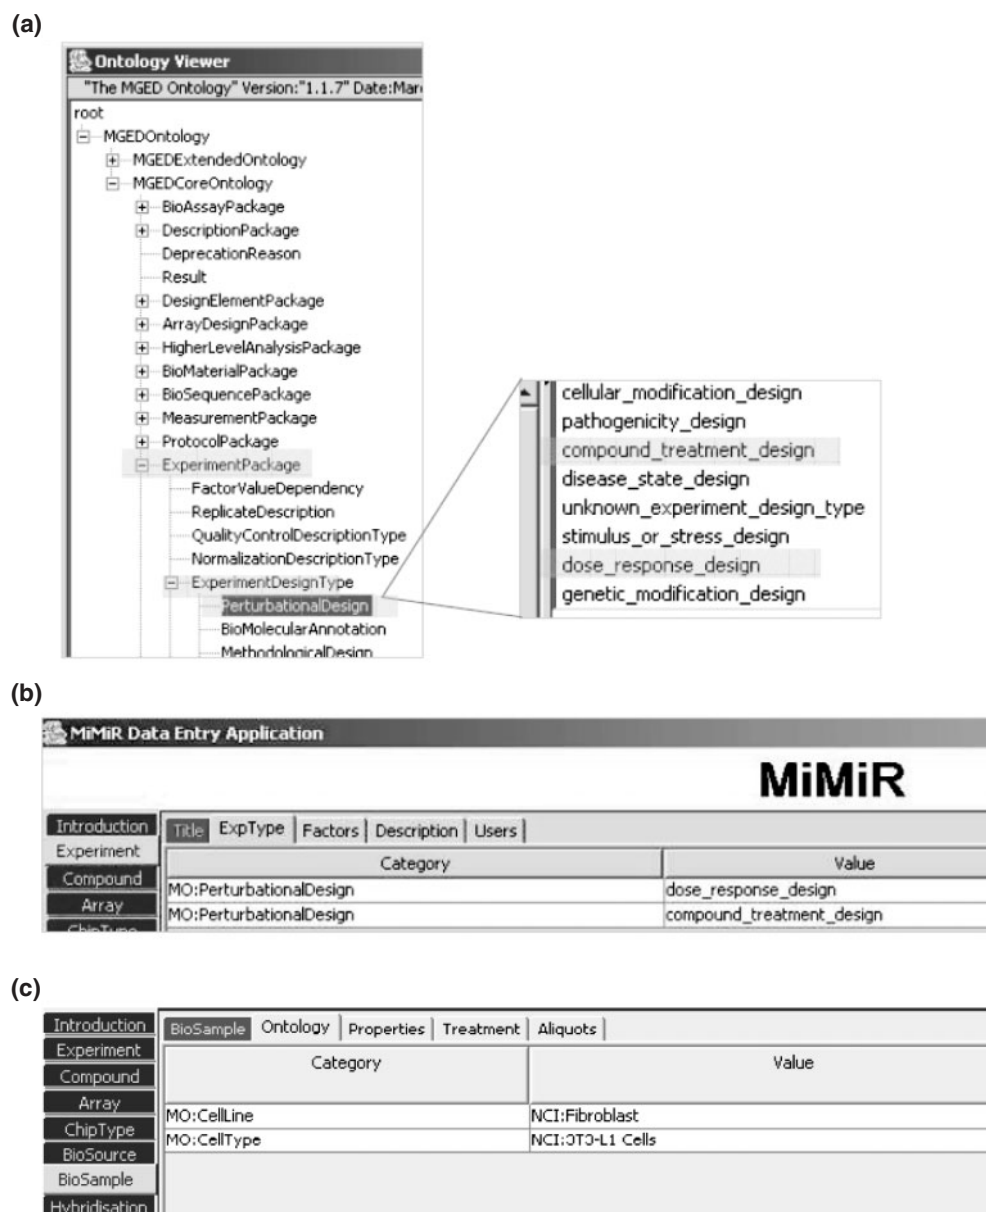 (a)
Ontology Viewer
"The MGED Ontology" Version:"1.1.7" Date:Mar
root
MGEDOntology
MGEDExtendedOntology
MGEDCoreOntology
BioAssayPackage
DescriptionPackage
DeprecationReason
Result
DesignElementPackage
ArrayDesignPackage
HigherLevelAnalysisPackage
BioMaterialPackage
BioSequencePackage
MeasurementPackage
ProtocolPackage
ExperimentPackage
FactorValueDependency
ReplicateDescription
QualityControlDescriptionType
NormalizationDescriptionType
ExperimentDesignType
PerturbationalDesign
BioMolecularAnnotation
MethodologicalDesign
cellular_modification_design
pathogenicity_design
compound_treatment_design
disease_state_design
unknown_experiment_design_type
stimulus_or_stress_design
dose_response_design
genetic_modification_design
(b)
MiMiR Data Entry Application
MiMiR
Introduction
Experiment
Compound
Array
ChipType
Title ExpType Factors Description Users
Category Value
MO:PerturbationalDesign dose_response_design
MO:PerturbationalDesign compound_treatment_design
(c)
Introduction
Experiment
Compound
Array
ChipType
BioSource
BioSample
Hybridisation
BioSample Ontology Properties Treatment Aliquots
Category Value
MO:CellLine NCI:Fibroblast
MO:CellType NCI:3T3-L1 Cells